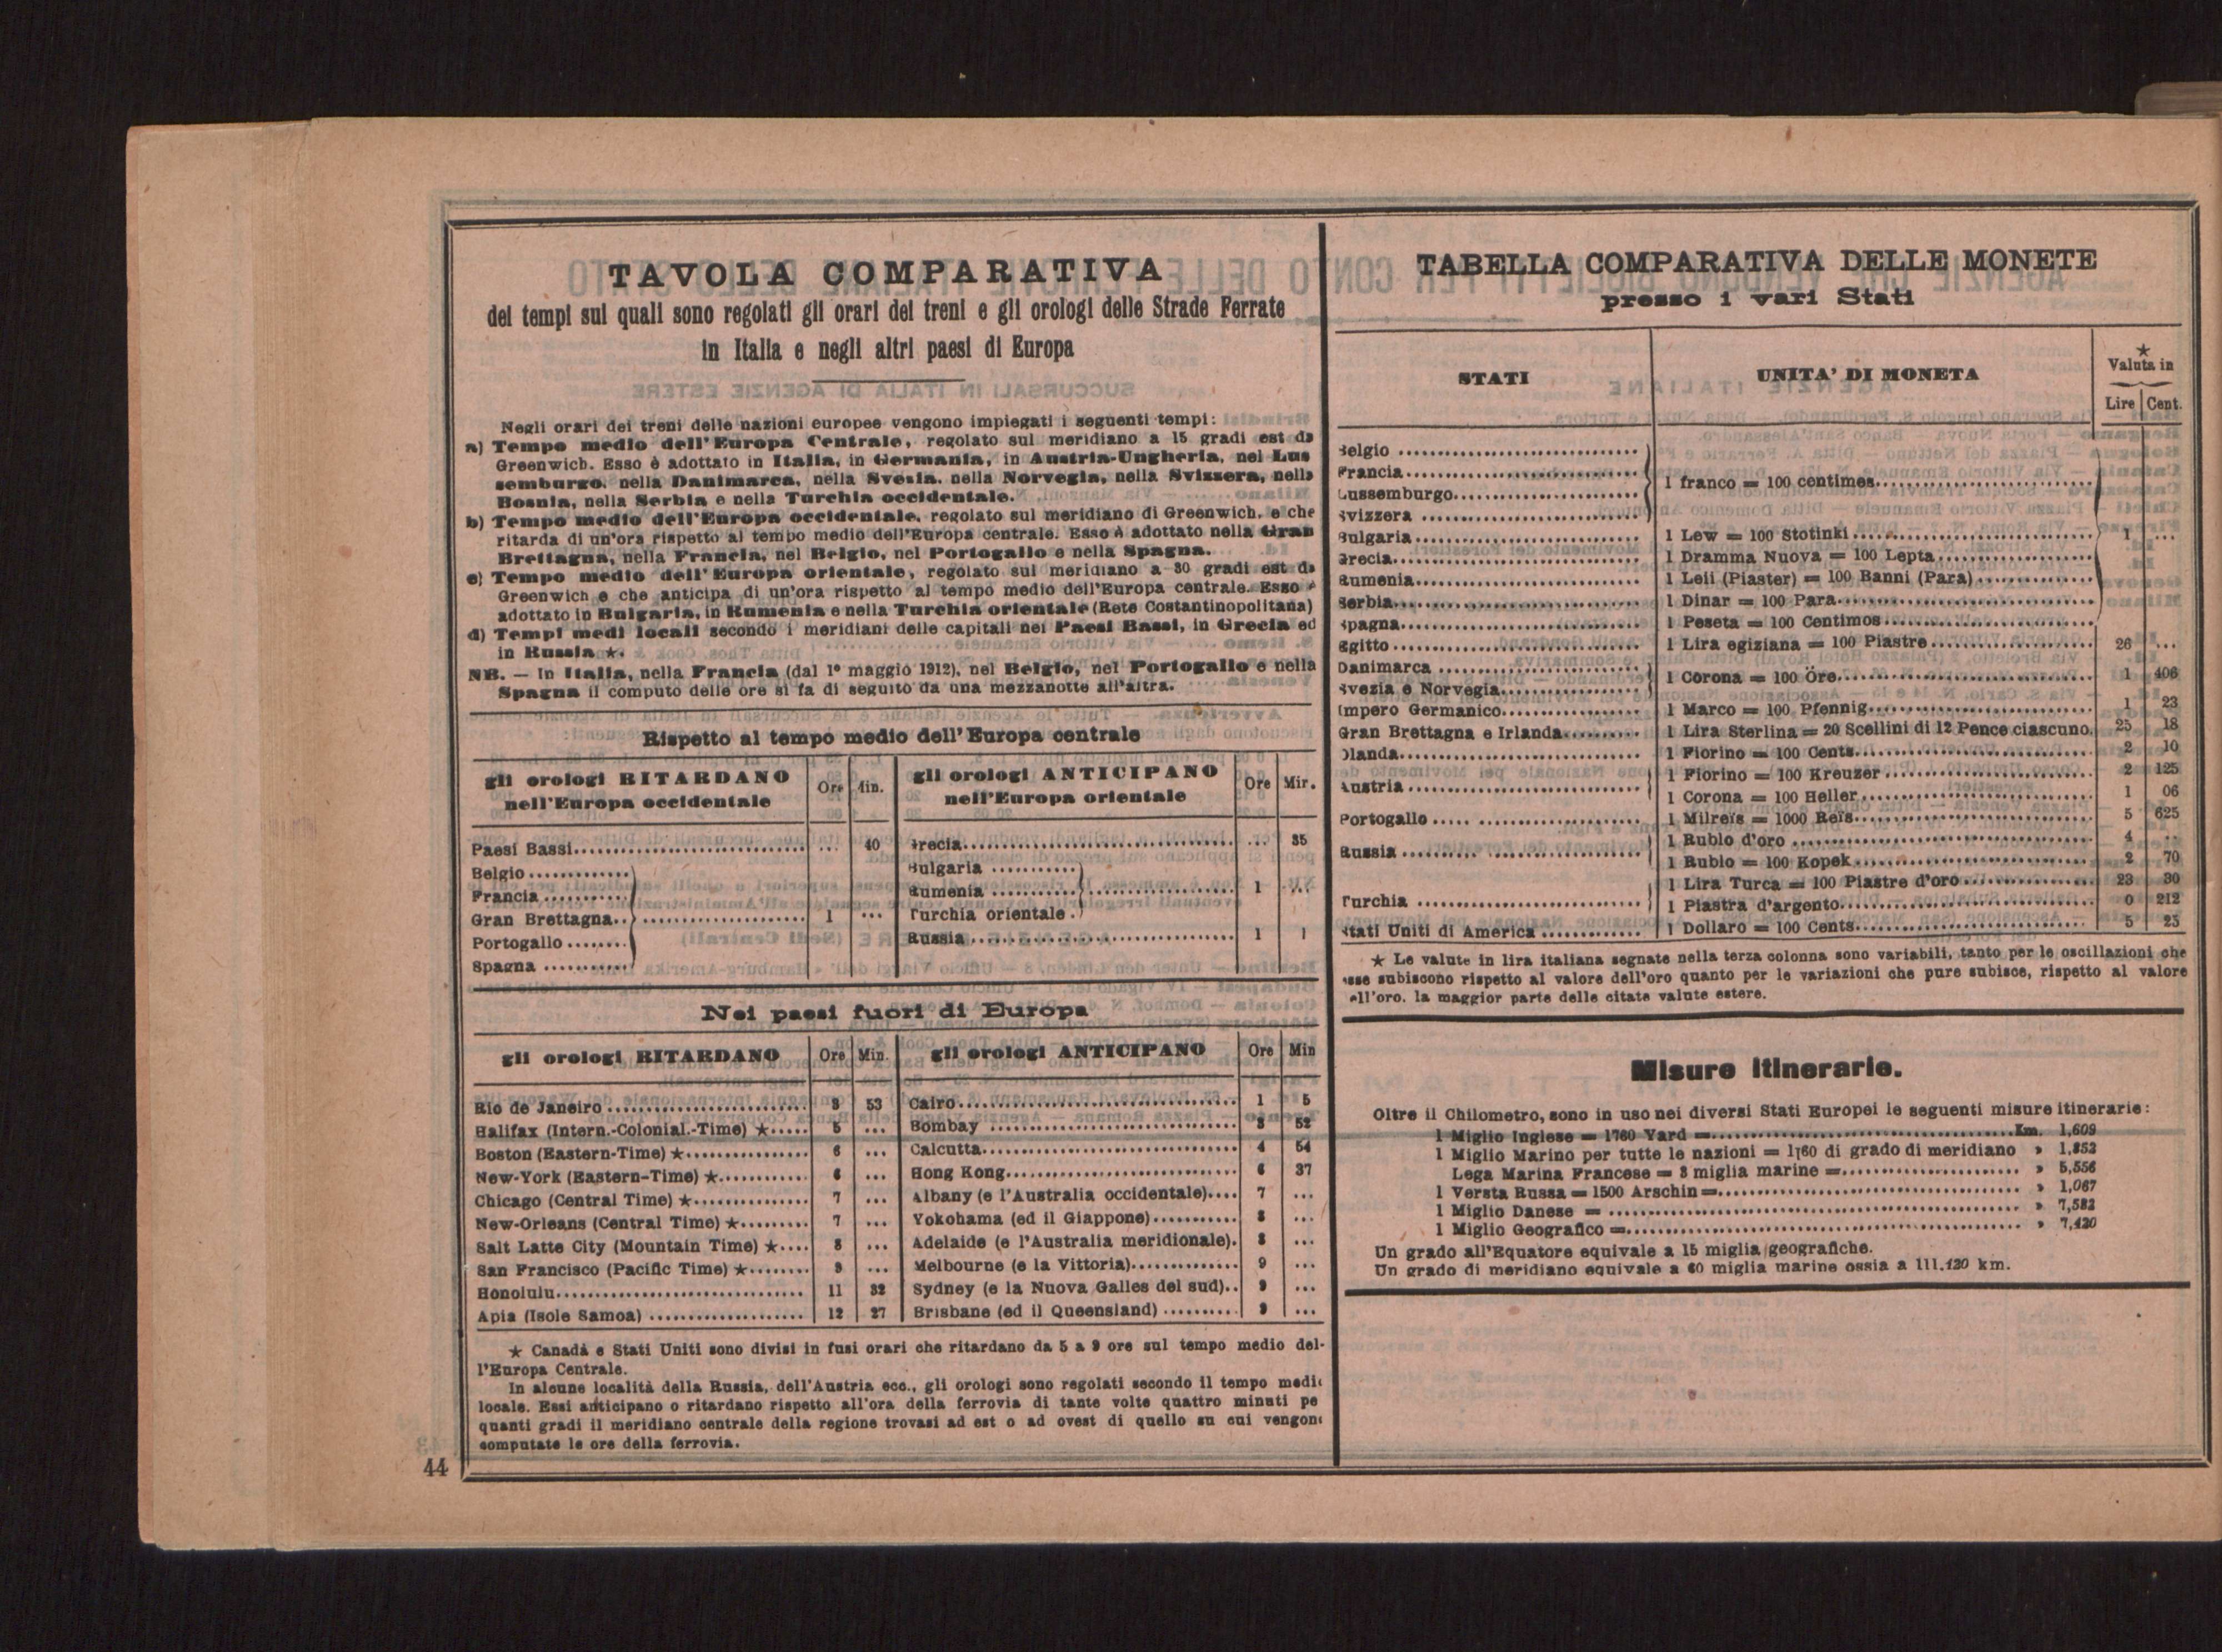 TAVOLA COMPARATIVA
dei tempi sui quali sono regolati gli orari dei treni e gli orologi delle Strade Ferrate
in Italia e negli altri paesi di Europa
Negli orari dei treni delle nazioni europee vengono impiegati i seguenti tempi:
a) Tempo medio dell'Europa Centrale, regolato sul meridiano a 15 gradi est da
Greenwich. Esso è adottato in Italia, in Germania, in Austria-Ungheria, nel Lus
semburgo, nella Danimarca, nella Svezia, nella Norvegia, nella Svizzera, nella
Bosnia, nella Serbia e nella Turchia occidentale.
b) Tempo medio dell'Europa occidentale, regolato sul meridiano di Greenwich, e che
ritarda di un'ora rispetto al tempo medio dell'Europa centrale. Esso è adottato nella Gran
Brettagna, nella Francia, nel Belgio, nel Portogallo e nella Spagna.
c) Tempo medio dell'Europa orientale, regolato sul meridiano a 30 gradi est da
Greenwich e che anticipa di un'ora rispetto al tempo medio dell'Europa centrale. Esso è
adottato in Bulgaria, in Rumenia e nella Turchia orientale (Rete Costantinopolitana)
d) Tempi medi locali secondo i meridiani delle capitali nei Paesi Bassi, in Grecia ed
in Russia ★.
NB. — In Italia, nella Francia (dal 1° maggio 1912), nel Belgio, nel Portogallo e nella
Spagna il computo delle ore si fa di seguito da una mezzanotte all'altra.
Rispetto al tempo medio dell'Europa centrale
gli orologi RITARDANO
nell'Europa occidentale
Ore Min.
Paesi Bassi ... 40
Belgio
Francia
Gran Brettagna.. 1 ...
Portogallo
Spagna
gli orologi ANTICIPANO
nell'Europa orientale
Ore Mir.
Grecia ... 35
Bulgaria
Rumenia 1 ...
Turchia orientale.
Russia 1 1
Nei paesi fuori di Europa
gli orologi RITARDANO Ore Min.
Rio de Janeiro 3 53
Halifax (Intern.-Colonial.-Time) ★ 5 ...
Boston (Eastern-Time) ★ 6 ...
New-York (Eastern-Time) ★ 6 ...
Chicago (Central Time) ★ 7 ...
New-Orleans (Central Time) ★ 7 ...
Salt Latte City (Mountain Time) ★ 8 ...
San Francisco (Pacific Time) ★ 9 ...
Honolulu 11 32
Apia (Isole Samoa) 12 27
gli orologi ANTICIPANO Ore Min
Cairo 1 5
Bombay 3 52
Calcutta 4 54
Hong Kong 6 37
Albany (e l'Australia occidentale) 7 ...
Yokohama (ed il Giappone) 8 ...
Adelaide (e l'Australia meridionale). 8 ...
Melbourne (e la Vittoria) 9 ...
Sydney (e la Nuova Galles del sud).. 9 ...
Brisbane (ed il Queensland) 9 ...
★ Canadà e Stati Uniti sono divisi in fusi orari che ritardano da 5 a 9 ore sul tempo medio del-
l'Europa Centrale.
In alcune località della Russia, dell'Austria ecc., gli orologi sono regolati secondo il tempo medio
locale. Essi anticipano o ritardano rispetto all'ora della ferrovia di tante volte quattro minuti pe
quanti gradi il meridiano centrale della regione trovasi ad est o ad ovest di quello su cui vengono
computate le ore della ferrovia.
44
TABELLA COMPARATIVA DELLE MONETE
presso i vari Stati
STATI
UNITA' DI MONETA
★
Valuta in
Lire Cent.
Belgio
Francia
Lussemburgo
Svizzera
1 franco = 100 centimes
Bulgaria 1 Lew = 100 Stotinki 1 ...
Grecia 1 Dramma Nuova = 100 Lepta
Rumenia 1 Leii (Piaster) = 100 Banni (Para)
Serbia 1 Dinar = 100 Para
Spagna 1 Peseta = 100 Centimos
Egitto 1 Lira egiziana = 100 Piastre 26 ...
Danimarca
Svezia e Norvegia
1 Corona = 100 Öre 1 406
Impero Germanico 1 Marco = 100 Pfennig 1 23
Gran Brettagna e Irlanda 1 Lira Sterlina = 20 Scellini di 12 Pence ciascuno. 25 18
Olanda 1 Fiorino = 100 Cents 2 10
Austria
1 Fiorino = 100 Kreuzer 2 125
1 Corona = 100 Heller 1 06
Portogallo 1 Milreïs = 1000 Reïs 5 625
Russia
1 Rublo d'oro 4 ..
1 Rublo = 100 Kopek 2 70
Turchia
1 Lira Turca = 100 Piastre d'oro 23 30
1 Piastra d'argento 0 212
Stati Uniti di America 1 Dollaro = 100 Cents 5 25
★ Le valute in lira italiana segnate nella terza colonna sono variabili, tanto per le oscillazioni che
esse subiscono rispetto al valore dell'oro quanto per le variazioni che pure subisce, rispetto al valore
all'oro, la maggior parte delle citate valute estere.
Misure itinerarie.
Oltre il Chilometro, sono in uso nei diversi Stati Europei le seguenti misure itinerarie:
1 Miglio Inglese = 1760 Yard = Km. 1,609
1 Miglio Marino per tutte le nazioni = 1|60 di grado di meridiano » 1,852
Lega Marina Francese = 3 miglia marine = » 5,556
1 Versta Russa = 1500 Arschin = » 1,067
1 Miglio Danese = » 7,532
1 Miglio Geografico = » 7,420
Un grado all'Equatore equivale a 15 miglia geografiche.
Un grado di meridiano equivale a 60 miglia marine ossia a 111.120 km.